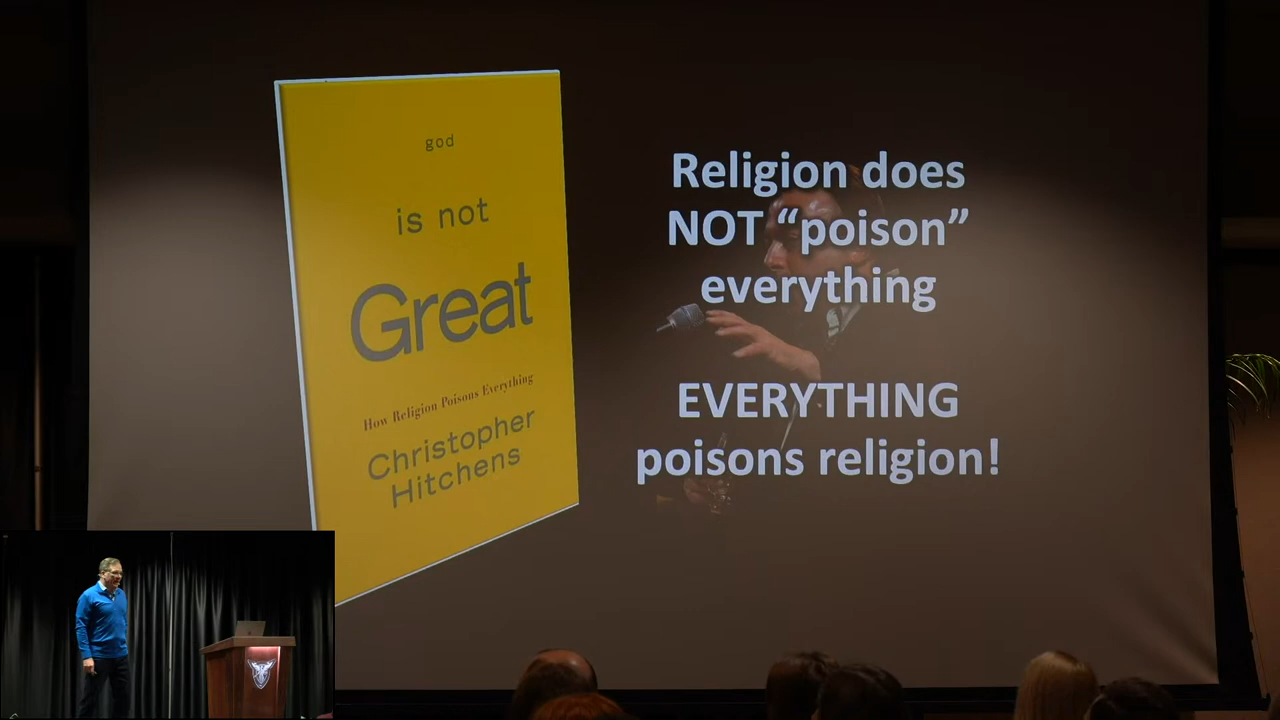 god
is not
Great
How Religion Poisons Everything
Christopher
Hitchens
Religion does
NOT “poison”
everything
EVERYTHING
poisons religion!